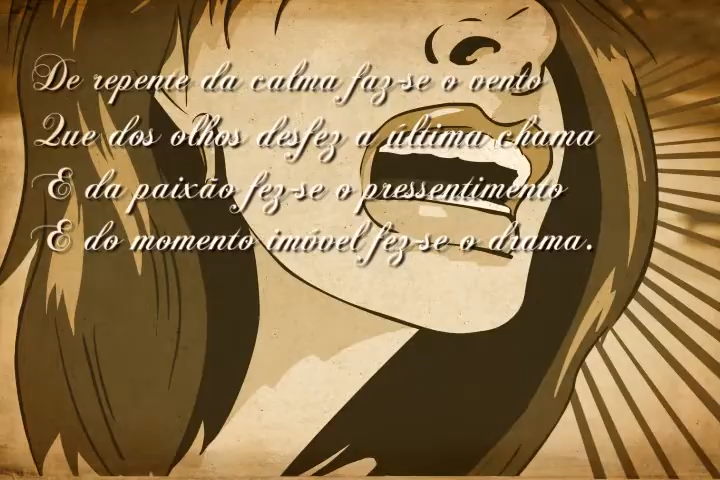 De repente da calma faz-se o vento
Que dos olhos desfez a última chama
E da paixão fez-se o pressentimento
E do momento imóvel fez-se o drama.